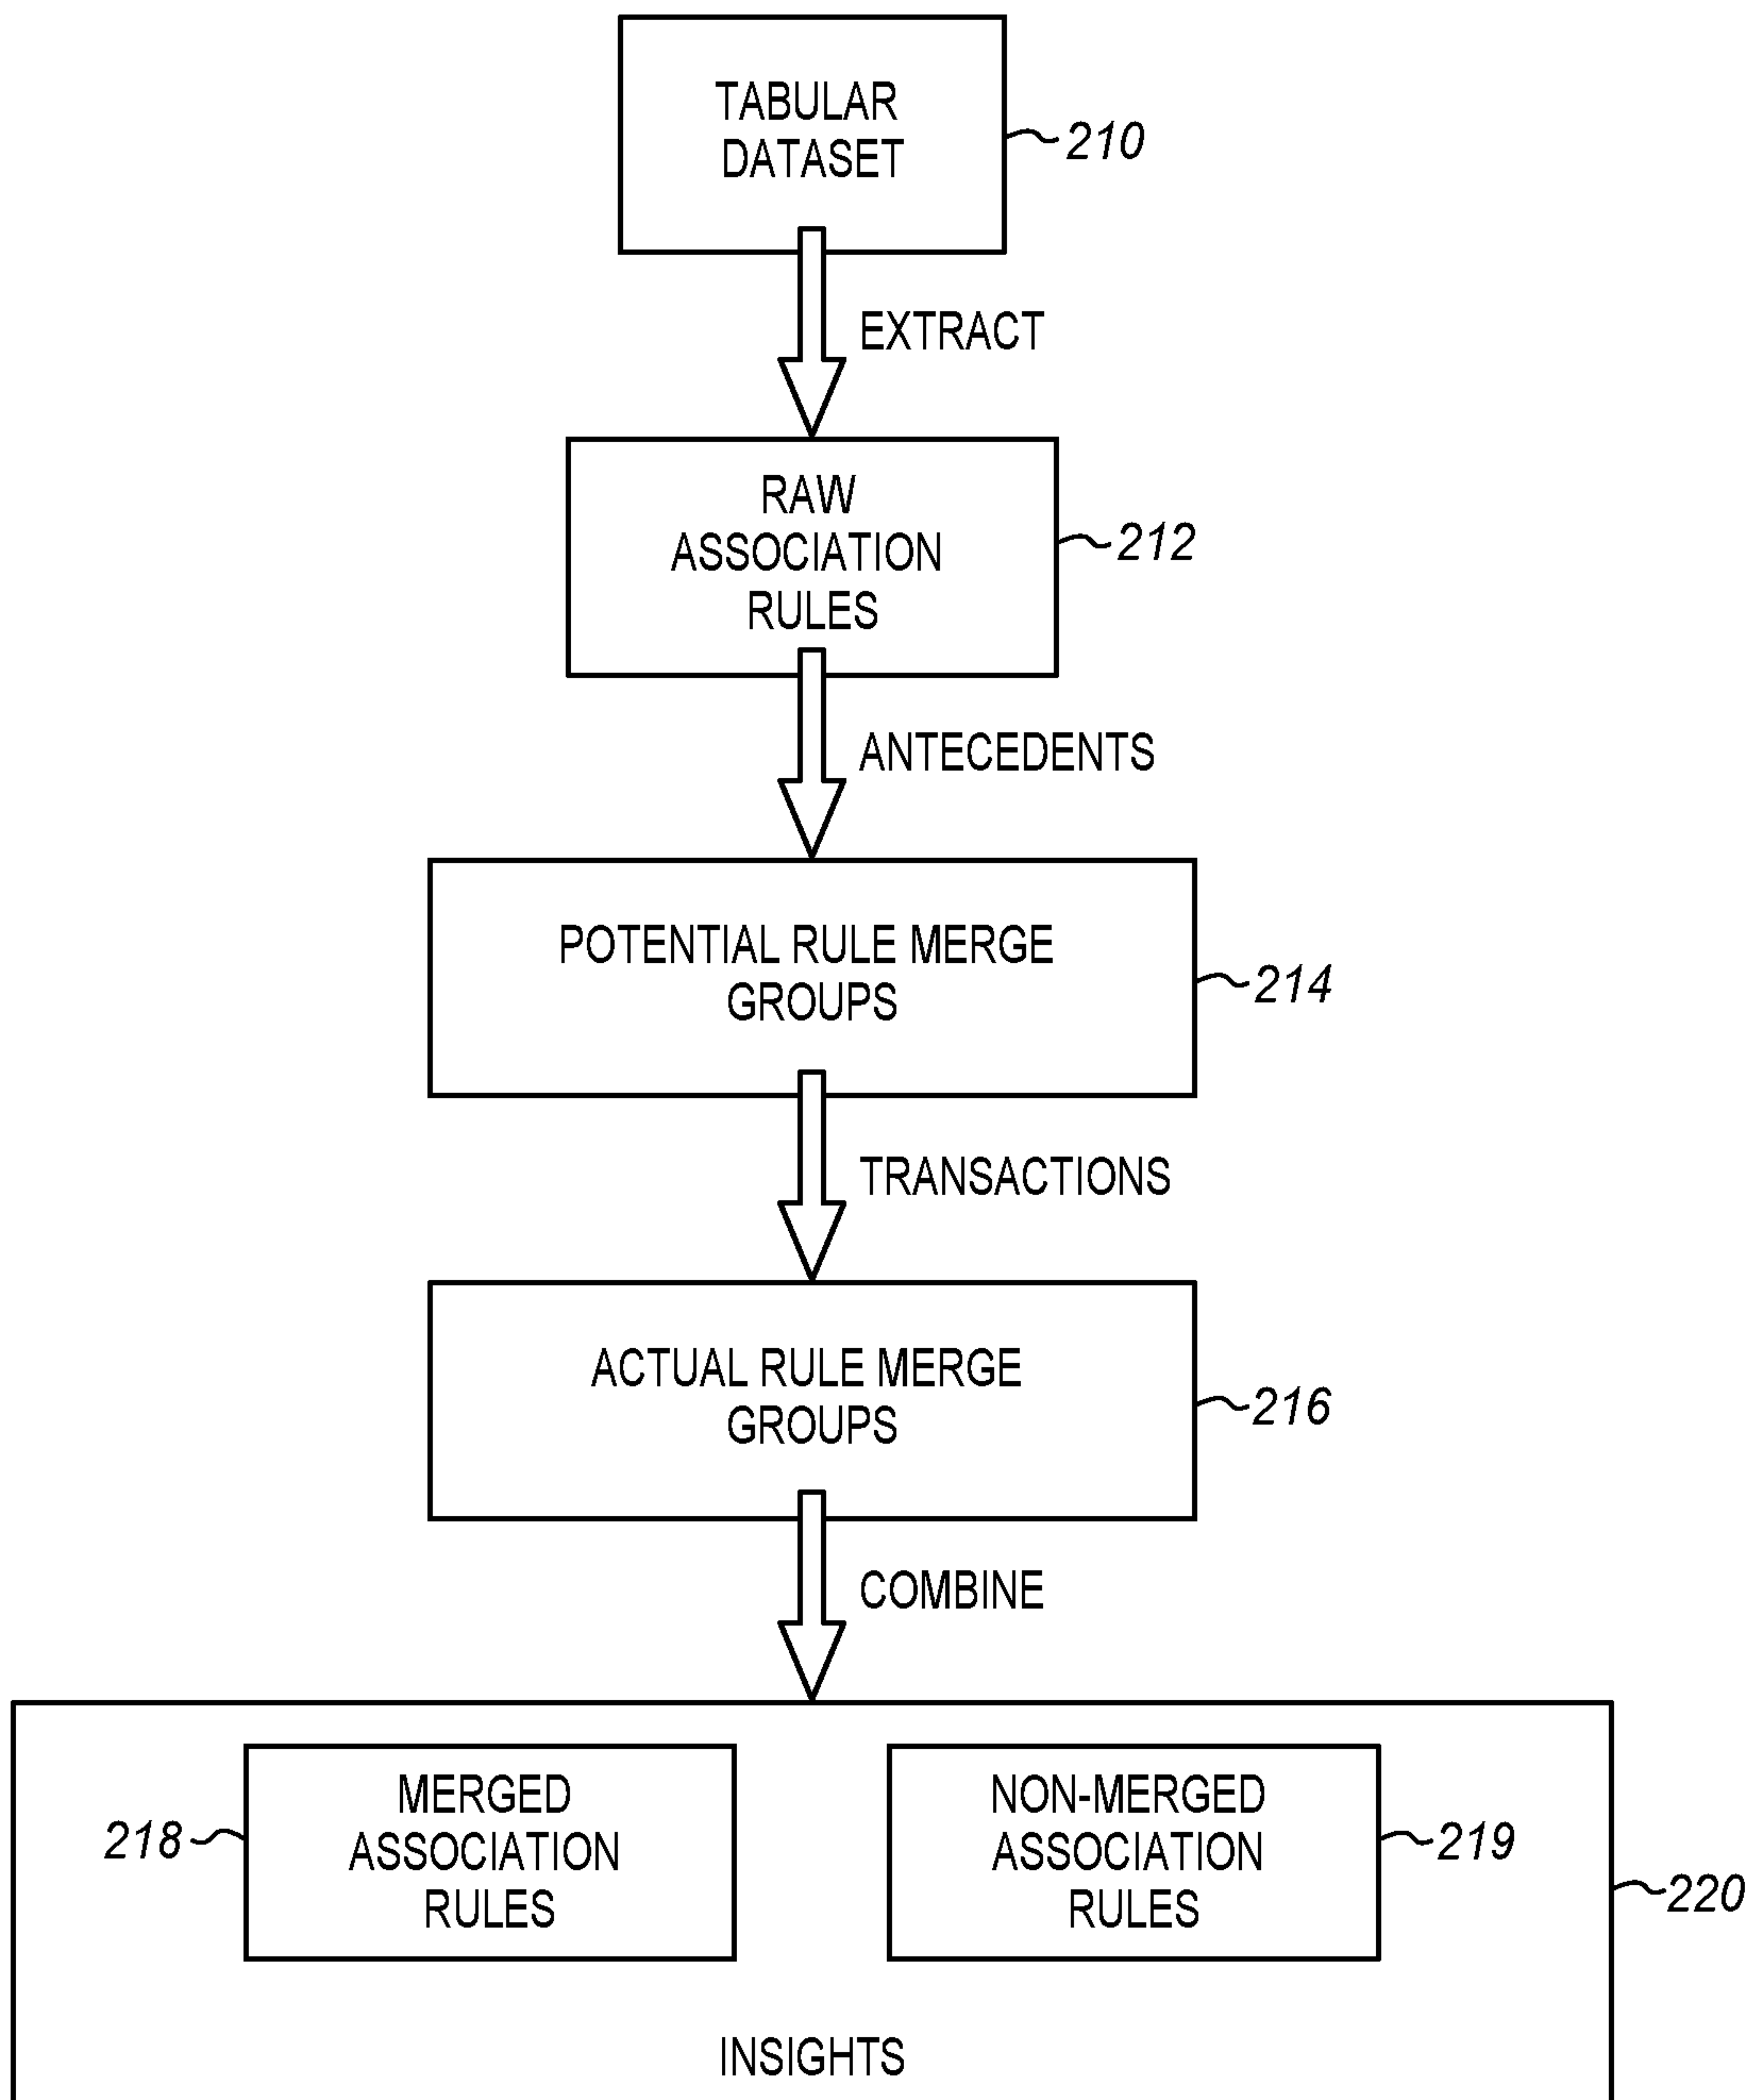 TABULAR
DATASET
210
EXTRACT
RAW
ASSOCIATION
RULES
212
ANTECEDENTS
POTENTIAL RULE MERGE
GROUPS
214
TRANSACTIONS
ACTUAL RULE MERGE
GROUPS
216
COMBINE
218
MERGED
ASSOCIATION
RULES
NON-MERGED
ASSOCIATION
RULES
219
220
INSIGHTS